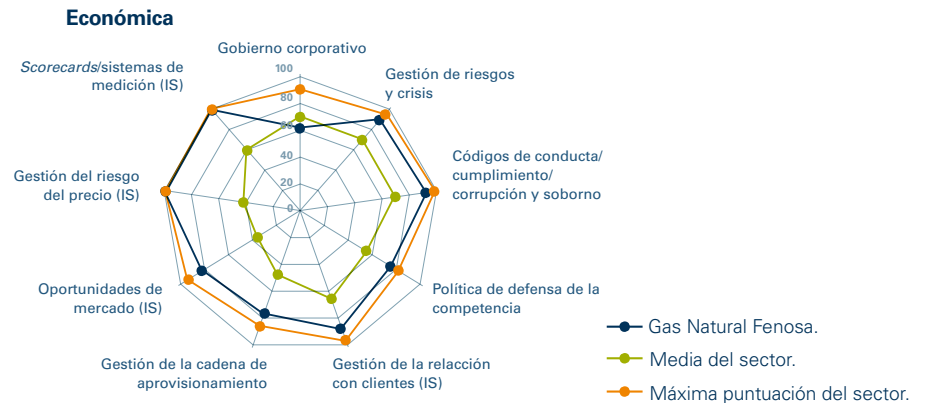 Económica
Gobierno corporativo
Scorecards/sistemas de
medición (IS)
Gestión de riesgos
y crisis
100
80
60
40
20
0
Códigos de conducta/
cumplimiento/
corrupción y soborno
Gestión del riesgo
del precio (IS)
Oportunidades de
mercado (IS)
Política de defensa de la
competencia
Gestión de la cadena de
aprovisionamiento
Gestión de la relacción
con clientes (IS)
Gas Natural Fenosa.
Media del sector.
Máxima puntuación del sector.